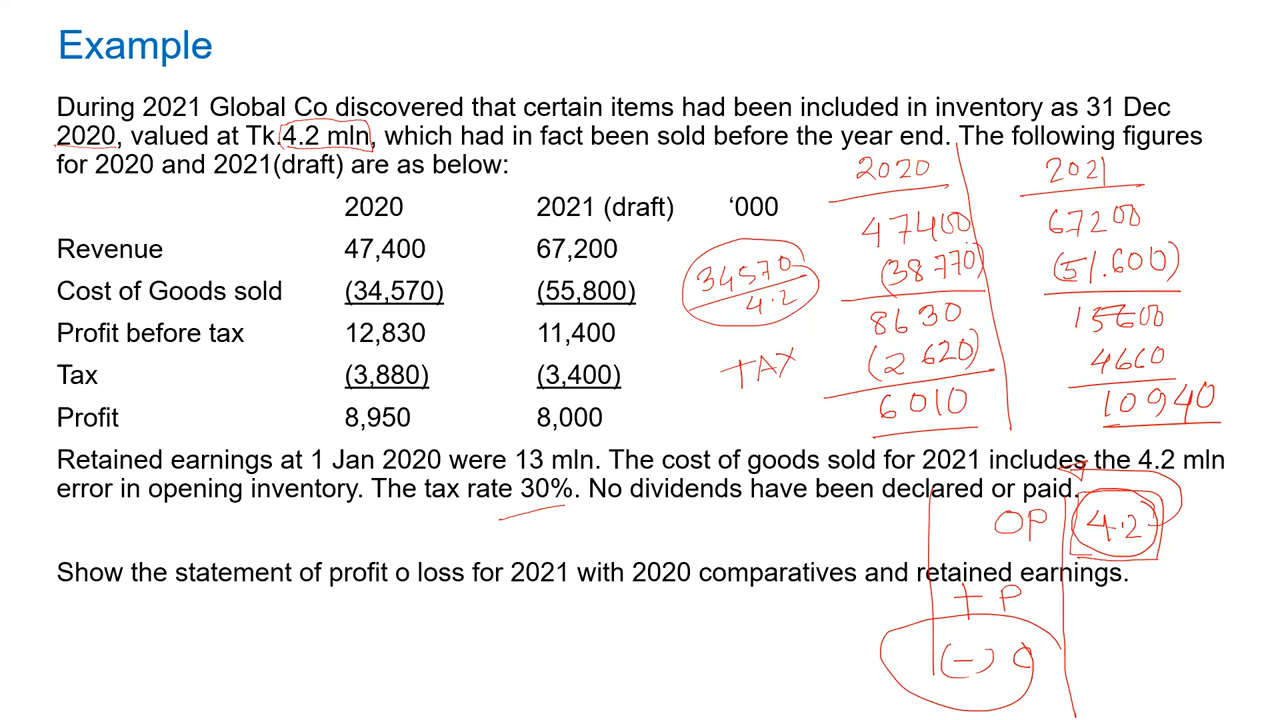 Example
During 2021 Global Co discovered that certain items had been included in inventory as 31 Dec
2020, valued at Tk.4.2 mln, which had in fact been sold before the year end. The following figures
for 2020 and 2021(draft) are as below:
2020 2021
2020 2021 (draft) ‘000
47400 67200
Revenue 47,400 67,200
34570 (38770) (51.600)
Cost of Goods sold (34,570) (55,800)
4.2
8630 15600
Profit before tax 12,830 11,400
TAX (2620) 4660
Tax (3,880) (3,400)
6010 10940
Profit 8,950 8,000
Retained earnings at 1 Jan 2020 were 13 mln. The cost of goods sold for 2021 includes the 4.2 mln
error in opening inventory. The tax rate 30%. No dividends have been declared or paid.
OP 4.2
Show the statement of profit o loss for 2021 with 2020 comparatives and retained earnings.
+ P
(-) C